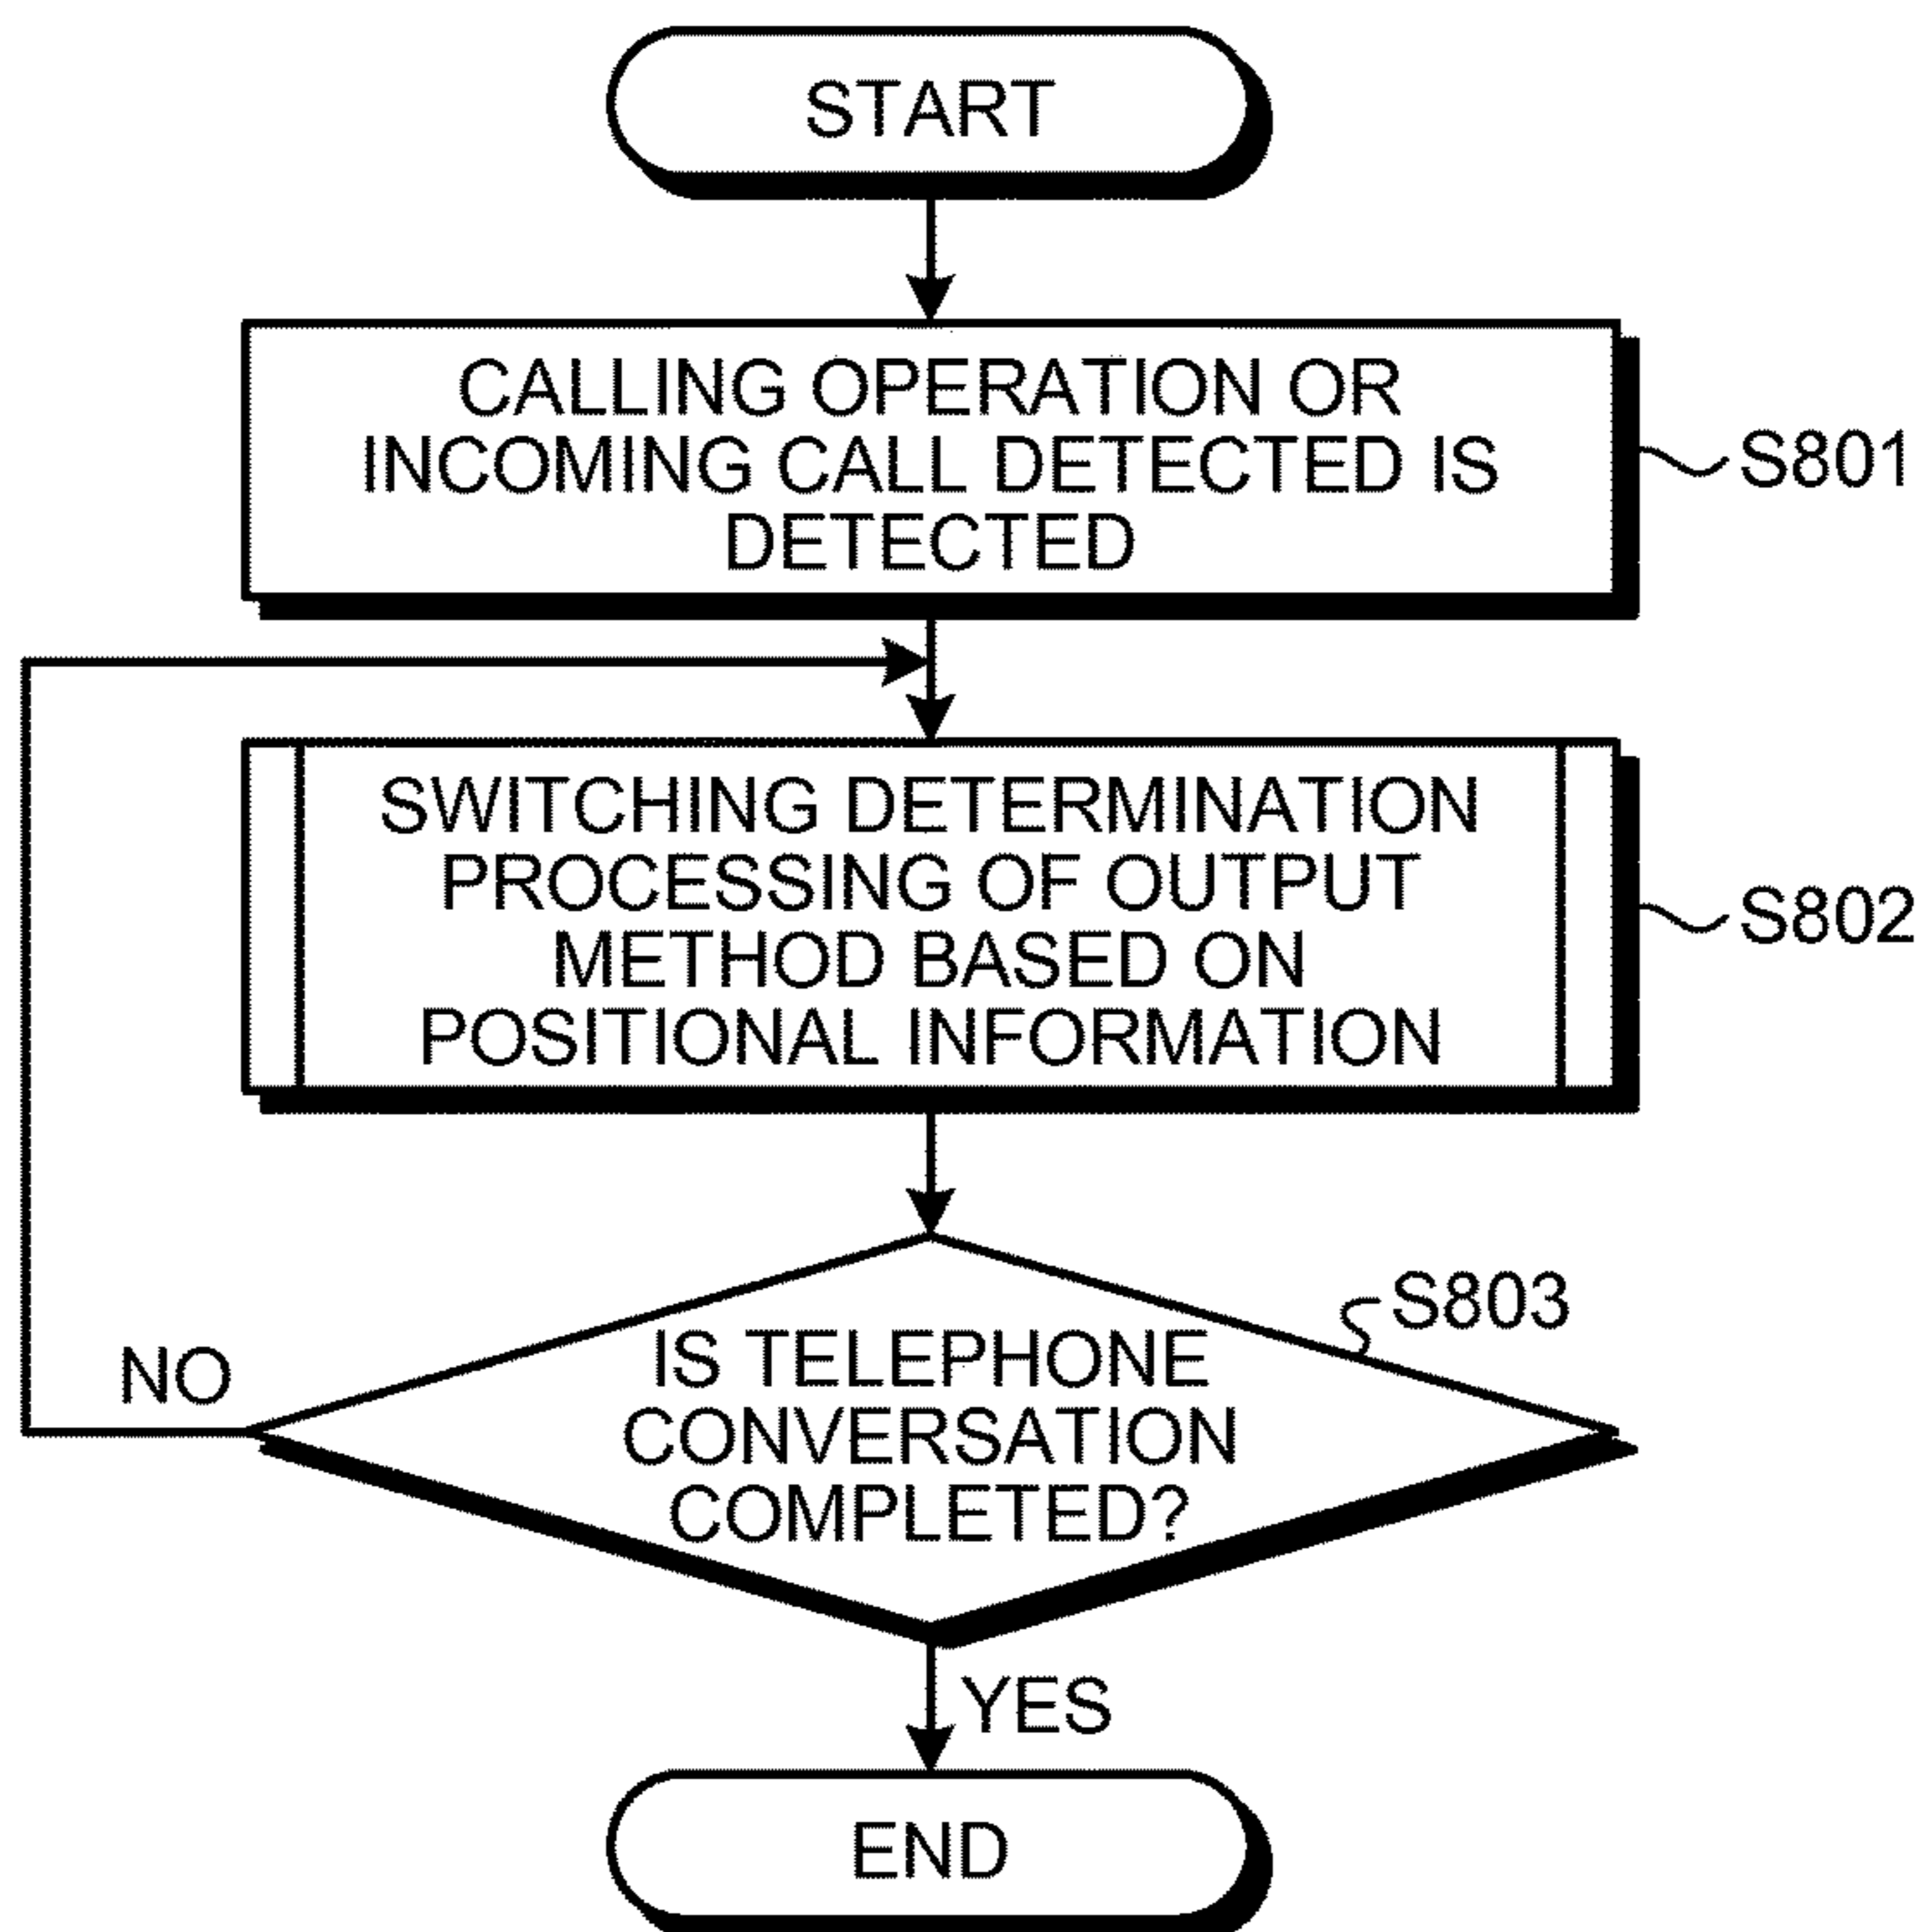 START
CALLING OPERATION OR
INCOMING CALL DETECTED IS
DETECTED
S801
SWITCHING DETERMINATION
PROCESSING OF OUTPUT
METHOD BASED ON
POSITIONAL INFORMATION
S802
IS TELEPHONE
CONVERSATION
COMPLETED?
S803
NO
YES
END